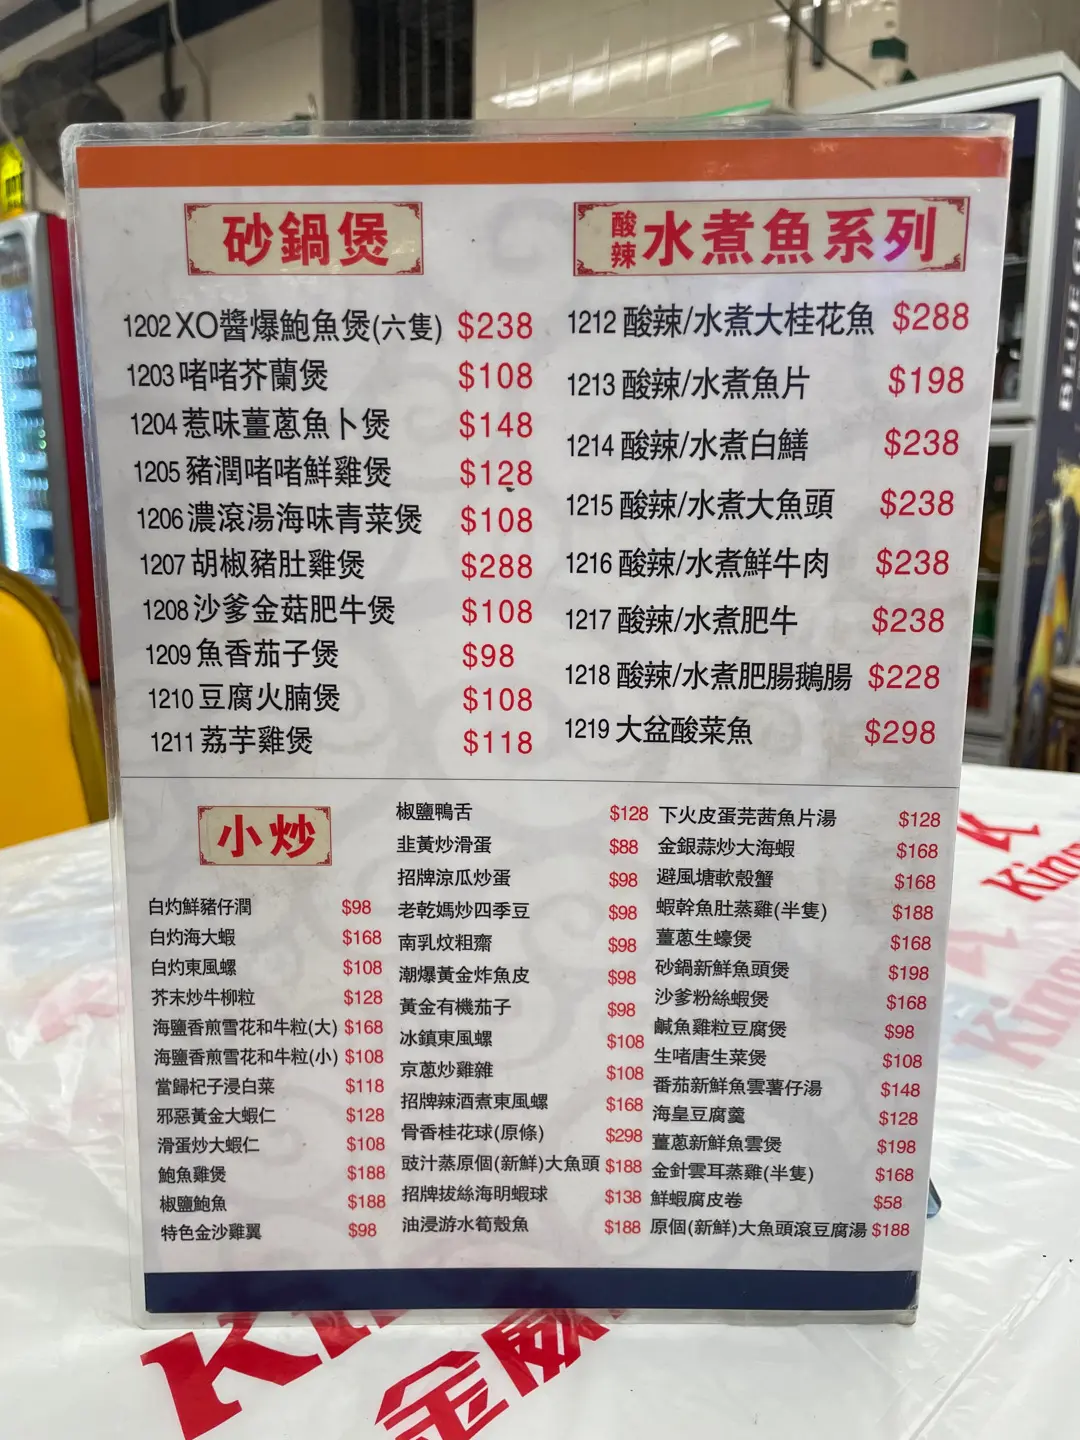 砂鍋煲
1202 XO醬爆鮑魚煲(六隻) $238
1203 啫啫芥蘭煲 $108
1204 惹味薑蔥魚卜煲 $148
1205 豬潤啫啫鮮雞煲 $128
1206 濃滾湯海味青菜煲 $108
1207 胡椒豬肚雞煲 $288
1208 沙爹金菇肥牛煲 $108
1209 魚香茄子煲 $98
1210 豆腐火腩煲 $108
1211 荔芋雞煲 $118
酸辣水煮魚系列
1212 酸辣/水煮大桂花魚 $288
1213 酸辣/水煮魚片 $198
1214 酸辣/水煮白鱔 $238
1215 酸辣/水煮大魚頭 $238
1216 酸辣/水煮鮮牛肉 $238
1217 酸辣/水煮肥牛 $238
1218 酸辣/水煮肥腸鵝腸 $228
1219 大盆酸菜魚 $298
小炒
白灼鮮豬仔潤 $98
白灼海大蝦 $168
白灼東風螺 $108
芥末炒牛柳粒 $128
海鹽香煎雪花和牛粒(大) $168
海鹽香煎雪花和牛粒(小) $108
當歸杞子浸白菜 $118
邪惡黃金大蝦仁 $128
滑蛋炒大蝦仁 $108
鮑魚雞煲 $188
椒鹽鮑魚 $188
特色金沙雞翼 $98
椒鹽鴨舌 $128
韭黃炒滑蛋 $88
招牌涼瓜炒蛋 $98
老乾媽炒四季豆 $98
南乳炆粗齋 $98
潮爆黃金炸魚皮 $98
黃金有機茄子 $98
冰鎮東風螺 $108
京蔥炒雞雜 $108
招牌辣酒煮東風螺 $168
骨香桂花球(原條) $298
豉汁蒸原個(新鮮)大魚頭 $188
招牌拔絲海明蝦球 $138
油浸游水筍殼魚 $188
下火皮蛋芫茜魚片湯 $128
金銀蒜炒大海蝦 $168
避風塘軟殼蟹 $168
蝦幹魚肚蒸雞(半隻) $188
薑蔥生蠔煲 $168
砂鍋新鮮魚頭煲 $198
沙爹粉絲蝦煲 $168
鹹魚雞粒豆腐煲 $98
生啫唐生菜煲 $108
番茄新鮮魚雲薯仔湯 $148
海皇豆腐羹 $128
薑蔥新鮮魚雲煲 $198
金針雲耳蒸雞(半隻) $168
鮮蝦腐皮卷 $58
原個(新鮮)大魚頭滾豆腐湯 $188
金威